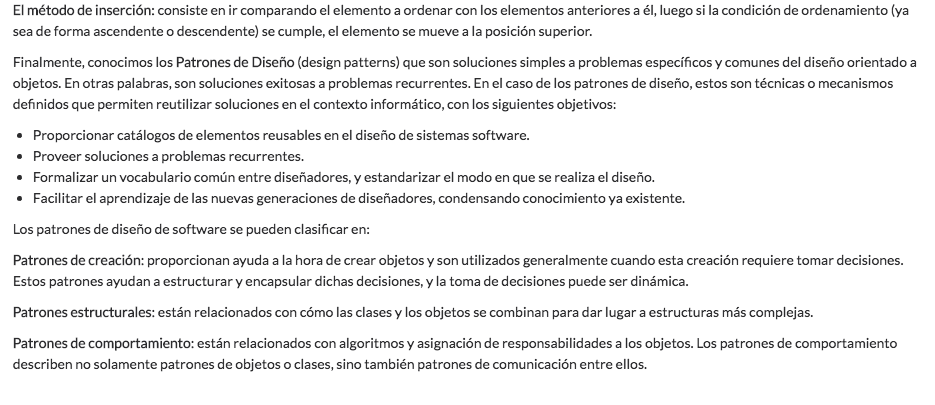 El método de inserción: consiste en ir comparando el elemento a ordenar con los elementos anteriores a él, luego si la condición de ordenamiento (ya
sea de forma ascendente o descendente) se cumple, el elemento se mueve a la posición superior.
Finalmente, conocimos los Patrones de Diseño (design patterns) que son soluciones simples a problemas específicos y comunes del diseño orientado a
objetos. En otras palabras, son soluciones exitosas a problemas recurrentes. En el caso de los patrones de diseño, estos son técnicas o mecanismos
definidos que permiten reutilizar soluciones en el contexto informático, con los siguientes objetivos:
• Proporcionar catálogos de elementos reusables en el diseño de sistemas software.
• Proveer soluciones a problemas recurrentes.
• Formalizar un vocabulario común entre diseñadores, y estandarizar el modo en que se realiza el diseño.
• Facilitar el aprendizaje de las nuevas generaciones de diseñadores, condensando conocimiento ya existente.
Los patrones de diseño de software se pueden clasificar en:
Patrones de creación: proporcionan ayuda a la hora de crear objetos y son utilizados generalmente cuando esta creación requiere tomar decisiones.
Estos patrones ayudan a estructurar y encapsular dichas decisiones, y la toma de decisiones puede ser dinámica.
Patrones estructurales: están relacionados con cómo las clases y los objetos se combinan para dar lugar a estructuras más complejas.
Patrones de comportamiento: están relacionados con algoritmos y asignación de responsabilidades a los objetos. Los patrones de comportamiento
describen no solamente patrones de objetos o clases, sino también patrones de comunicación entre ellos.